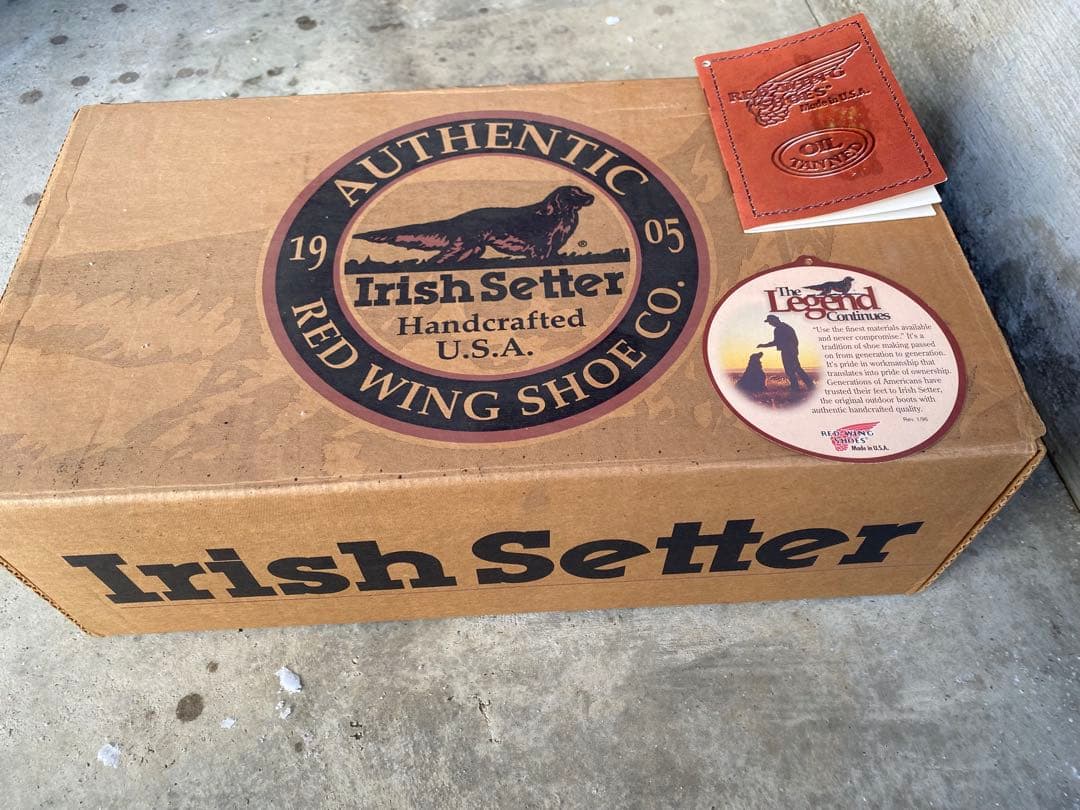 AUTHENTIC
19 05
®
Irish Setter
Handcrafted
U.S.A.
RED WING SHOE CO.
Irish Setter
RED WING
SHOES
Made in U.S.A.
OIL
TANNED
The
Legend
Continues
"Use the finest materials available
and never compromise." It's a
tradition of shoe making passed
on from generation to generation.
It's pride in workmanship that
translates into pride of ownership.
Generations of Americans have
trusted their feet to Irish Setter,
the original outdoor boots with
authentic handcrafted quality.
Rev. 1/96
RED WING
SHOES
Made in U.S.A.